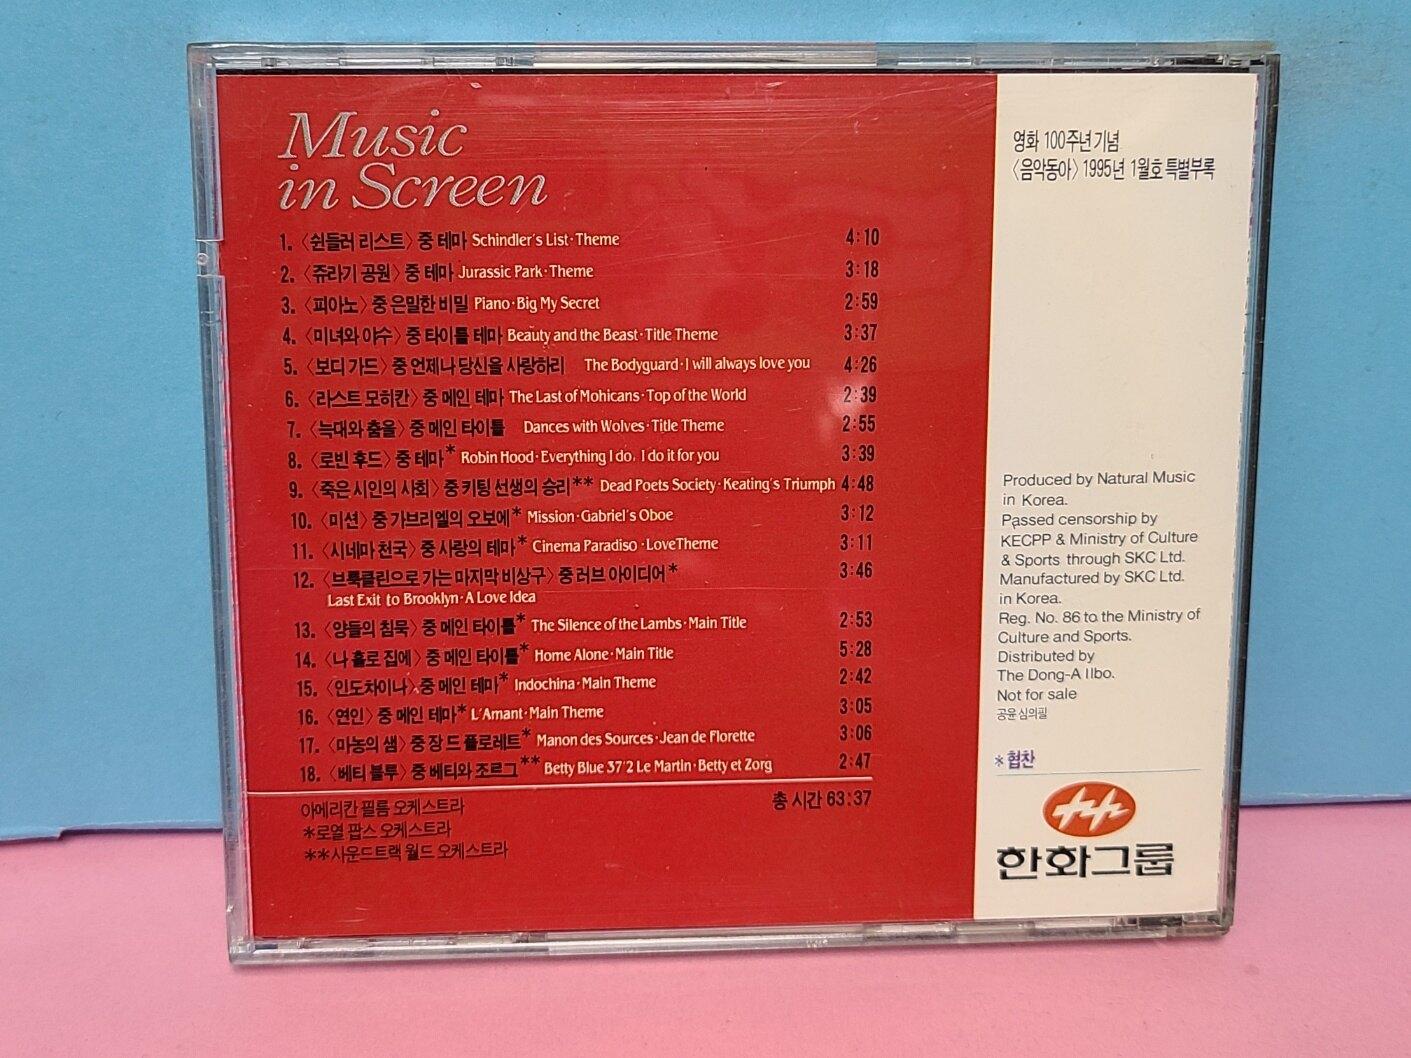 Music
in Screen
1. 〈쉰들러 리스트〉 중 테마 Schindler's List·Theme 4:10
2. 〈쥬라기 공원〉 중 테마 Jurassic Park·Theme 3:18
3. 〈피아노〉 중 은밀한 비밀 Piano·Big My Secret 2:59
4. 〈미녀와 야수〉 중 타이틀 테마 Beauty and the Beast·Title Theme 3:37
5. 〈보디 가드〉 중 언제나 당신을 사랑하리 The Bodyguard·I will always love you 4:26
6. 〈라스트 모히칸〉 중 메인 테마 The Last of Mohicans·Top of the World 2:39
7. 〈늑대와 춤을〉 중 메인 타이틀 Dances with Wolves·Title Theme 2:55
8. 〈로빈 후드〉 중 테마* Robin Hood·Everything I do, I do it for you 3:39
9. 〈죽은 시인의 사회〉 중 키팅 선생의 승리** Dead Poets Society·Keating's Triumph 4:48
10. 〈미션〉 중 가브리엘의 오보에* Mission·Gabriel's Oboe 3:12
11. 〈시네마 천국〉 중 사랑의 테마* Cinema Paradiso·LoveTheme 3:11
12. 〈브룩클린으로 가는 마지막 비상구〉 중 러브 아이디어* 3:46
Last Exit to Brooklyn·A Love Idea
13. 〈양들의 침묵〉 중 메인 타이틀* The Silence of the Lambs·Main Title 2:53
14. 〈나 홀로 집에〉 중 메인 타이틀* Home Alone·Main Title 5:28
15. 〈인도차이나〉 중 메인 테마* Indochina·Main Theme 2:42
16. 〈연인〉 중 메인 테마* L'Amant·Main Theme 3:05
17. 〈마농의 샘〉 중 장 드 플로레트* Manon des Sources·Jean de Florette 3:06
18. 〈베티 블루〉 중 베티와 조르그** Betty Blue 37'2 Le Martin·Betty et Zorg 2:47
총 시간 63:37
아메리칸 필름 오케스트라
*로열 팝스 오케스트라
**사운드트랙 월드 오케스트라
영화 100주년 기념
〈음악동아〉 1995년 1월호 특별부록
Produced by Natural Music
in Korea.
Passed censorship by
KECPP & Ministry of Culture
& Sports through SKC Ltd.
Manufactured by SKC Ltd.
in Korea.
Reg. No. 86 to the Ministry of
Culture and Sports.
Distributed by
The Dong-A Ilbo.
Not for sale
공윤 심의필
*협찬
한화그룹